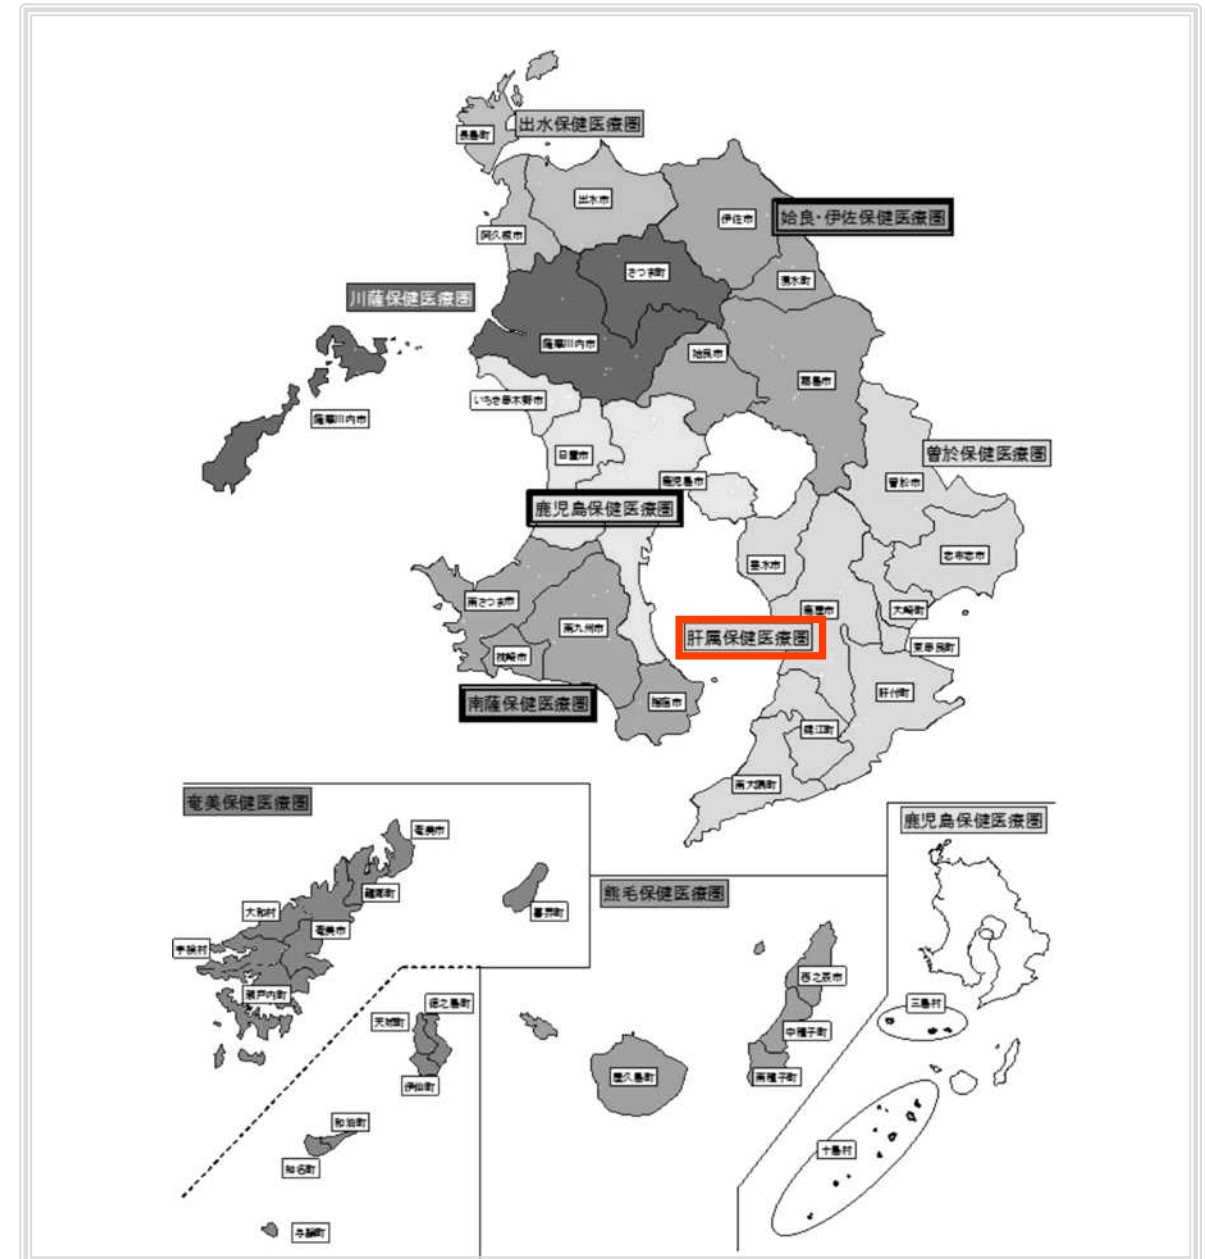 出水保健医療圏
長島町
出水市
伊佐市
姶良・伊佐保健医療圏
阿久根市
さつま町
湧水町
川薩保健医療圏
薩摩川内市
姶良市
霧島市
いちき串木野市
薩摩川内市
日置市
曽於保健医療圏
鹿児島市
曽於市
鹿児島保健医療圏
志布志市
垂水市
南さつま市
鹿屋市
大崎町
南九州市
肝属保健医療圏
東串良町
枕崎市
肝付町
南薩保健医療圏
指宿市
錦江町
南大隅町
奄美保健医療圏
鹿児島保健医療圏
奄美市
龍郷町
熊毛保健医療圏
大和村
喜界町
奄美市
宇検村
西之表市
瀬戸内町
徳之島町
三島村
天城町
中種子町
屋久島町
南種子町
伊仙町
和泊町
十島村
知名町
与論町